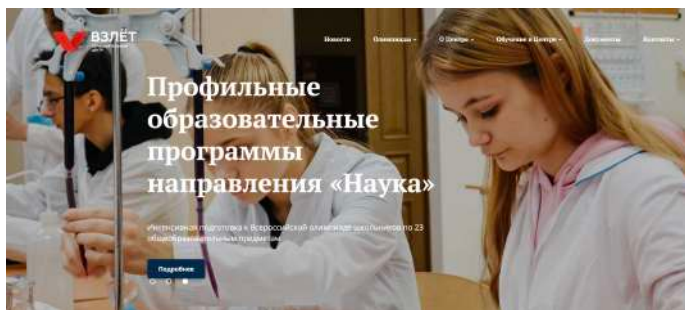 ВЗЛЁТ
Новости Олимпиады О Центре Обучение в Центре Документы Контакты
Профильные
образовательные
программы
направления «Наука»
Интенсивная подготовка к Всероссийской олимпиаде школьников по 23
общеобразовательным предметам
Подробнее